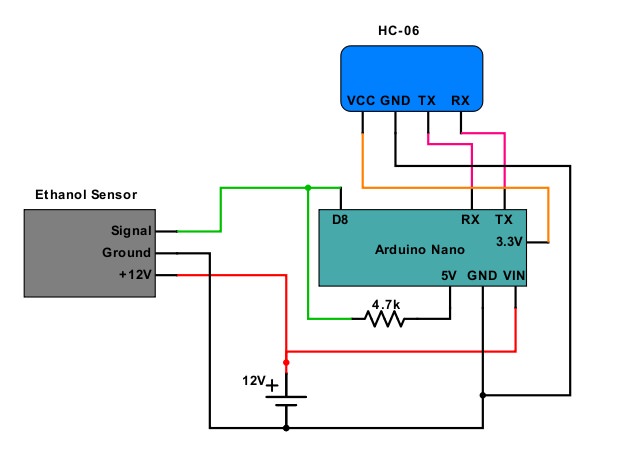 HC-06
VCC GND TX RX
Ethanol Sensor
Signal
Ground
+12V
D8
RX TX
3.3V
Arduino Nano
5V GND VIN
4.7k
12V